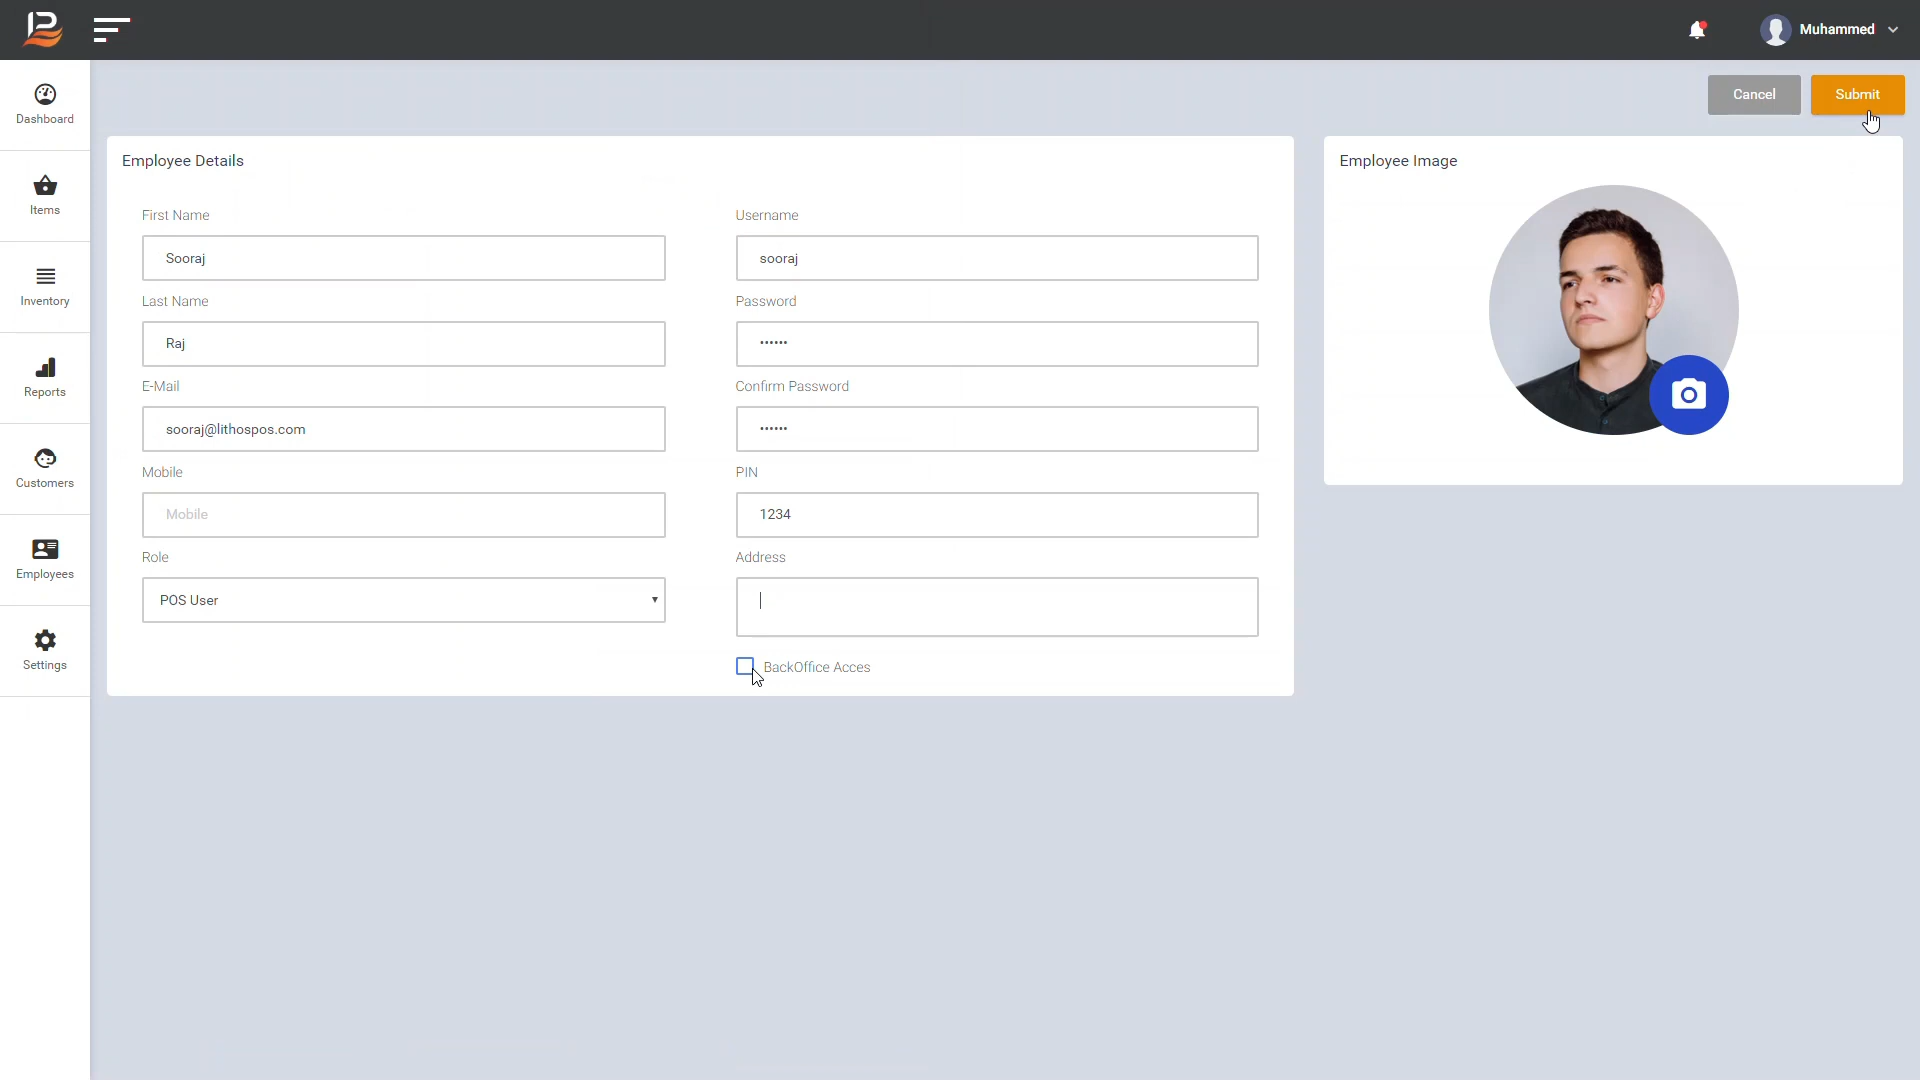 Muhammed
Cancel
Submit
Dashboard
Items
Inventory
Reports
Customers
Employees
Settings
Employee Details
First Name
Sooraj
Last Name
Raj
E-Mail
sooraj@lithospos.com
Mobile
Mobile
Role
POS User
Username
sooraj
Password
••••••
Confirm Password
••••••
PIN
1234
Address
BackOffice Acces
Employee Image